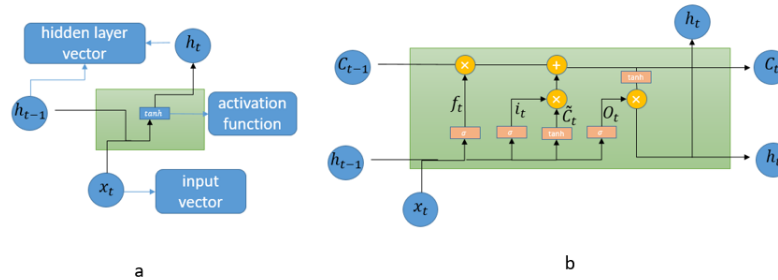 hidden layer
vector
h_t
h_{t-1}
tanh
activation
function
x_t
input
vector
a
h_t
C_{t-1}
×
+
C_t
tanh
f_t
i_t
×
C̃_t
O_t
×
σ
σ
tanh
σ
h_{t-1}
h_t
x_t
b